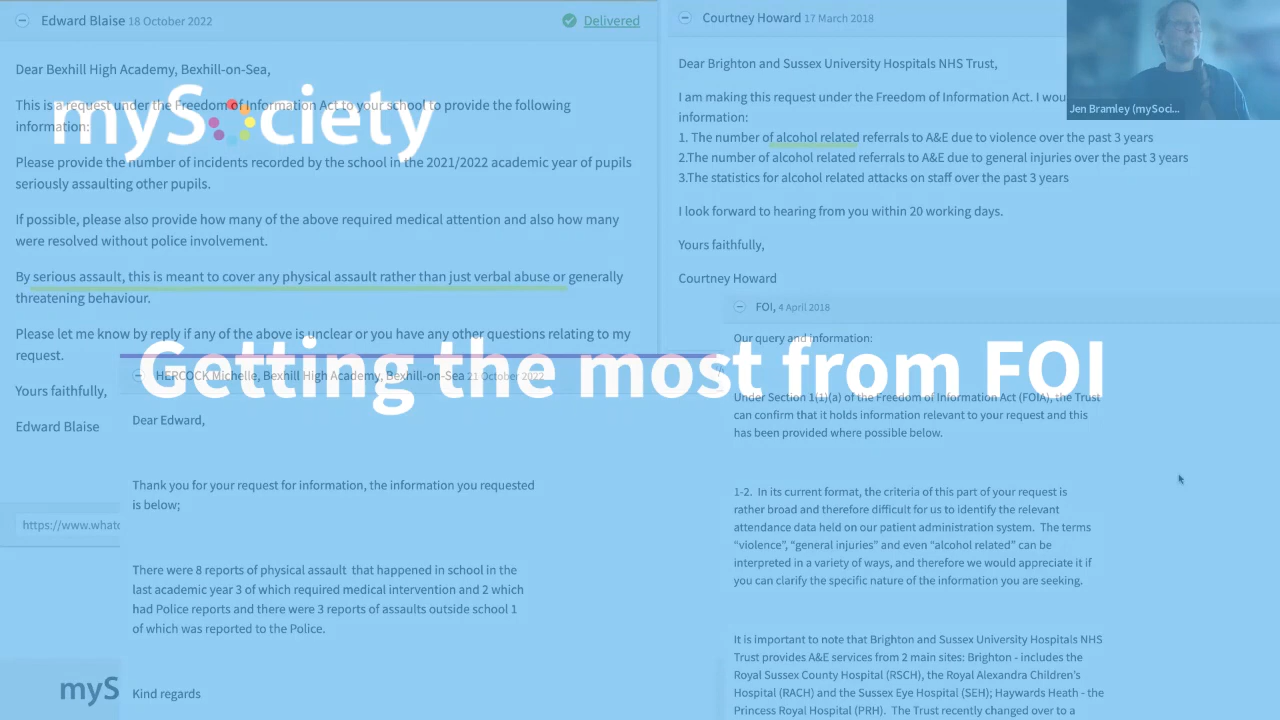 Edward Blaise 18 October 2022
Delivered
Dear Bexhill High Academy, Bexhill-on-Sea,
This is a request under the Freedom of Information Act to your school to provide the following
information:
Please provide the number of incidents recorded by the school in the 2021/2022 academic year of pupils
seriously assaulting other pupils.
If possible, please also provide how many of the above required medical attention and also how many
were resolved without police involvement.
By serious assault, this is meant to cover any physical assault rather than just verbal abuse or generally
threatening behaviour.
Please let me know by reply if any of the above is unclear or you have any other questions relating to my
request.
Yours faithfully,
Edward Blaise
https://www.whatd
HERCOCK Michelle, Bexhill High Academy, Bexhill-on-Sea 21 October 2022
Dear Edward,
Thank you for your request for information, the information you requested
is below;
There were 8 reports of physical assault that happened in school in the
last academic year 3 of which required medical intervention and 2 which
had Police reports and there were 3 reports of assaults outside school 1
of which was reported to the Police.
Kind regards
myS
mySociety
Getting the most from FOI
Courtney Howard 17 March 2018
Dear Brighton and Sussex University Hospitals NHS Trust,
I am making this request under the Freedom of Information Act. I wou
information:
1. The number of alcohol related referrals to A&E due to violence over the past 3 years
2.The number of alcohol related referrals to A&E due to general injuries over the past 3 years
3.The statistics for alcohol related attacks on staff over the past 3 years
I look forward to hearing from you within 20 working days.
Yours faithfully,
Courtney Howard
FOI, 4 April 2018
Our query and information:
Under Section 1(1)(a) of the Freedom of Information Act (FOIA), the Trust
can confirm that it holds information relevant to your request and this
has been provided where possible below.
1-2. In its current format, the criteria of this part of your request is
rather broad and therefore difficult for us to identify the relevant
attendance data held on our patient administration system. The terms
“violence”, “general injuries” and even “alcohol related” can be
interpreted in a variety of ways, and therefore we would appreciate it if
you can clarify the specific nature of the information you are seeking.
It is important to note that Brighton and Sussex University Hospitals NHS
Trust provides A&E services from 2 main sites: Brighton - includes the
Royal Sussex County Hospital (RSCH), the Royal Alexandra Children's
Hospital (RACH) and the Sussex Eye Hospital (SEH); Haywards Heath - the
Princess Royal Hospital (PRH). The Trust recently changed over to a
Jen Bramley (mySoci...